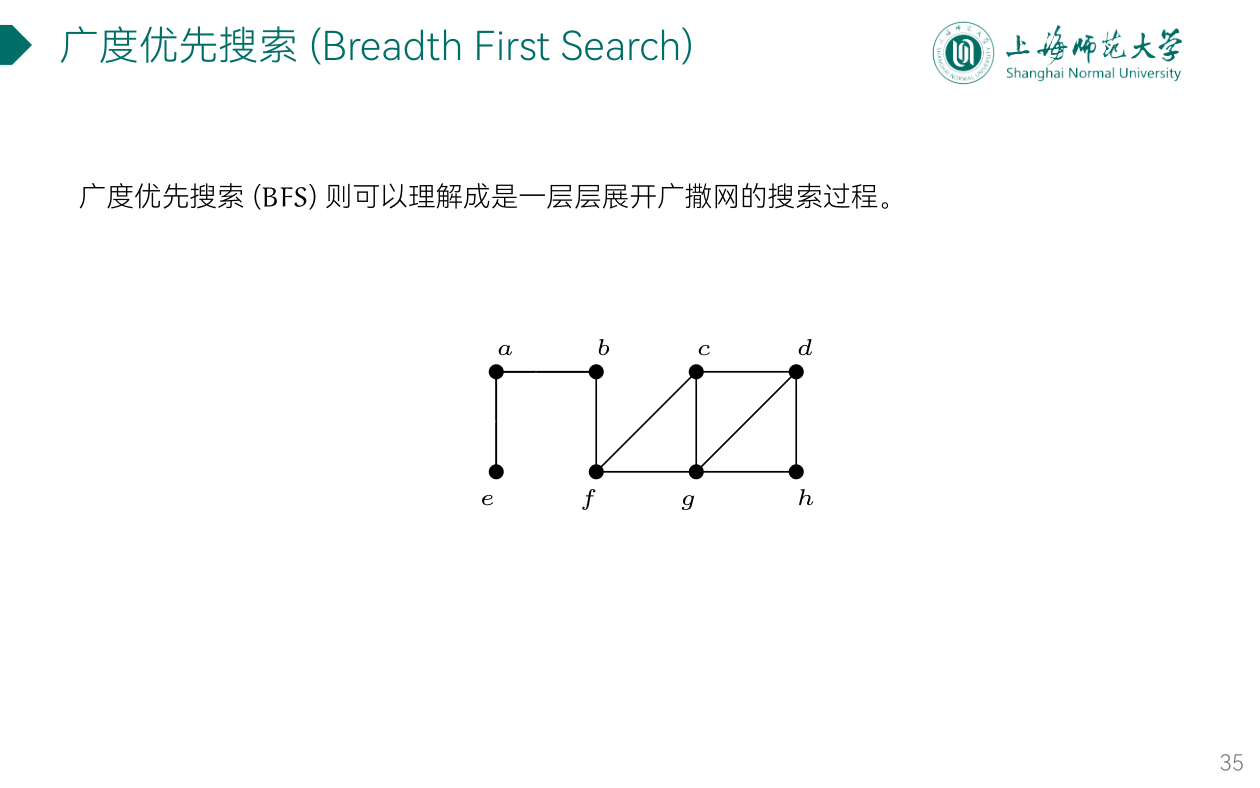 广度优先搜索 (Breadth First Search)
上海师范大学
Shanghai Normal University
广度优先搜索 (BFS) 则可以理解成是一层层展开广撒网的搜索过程。
a b c d
e f g h
35